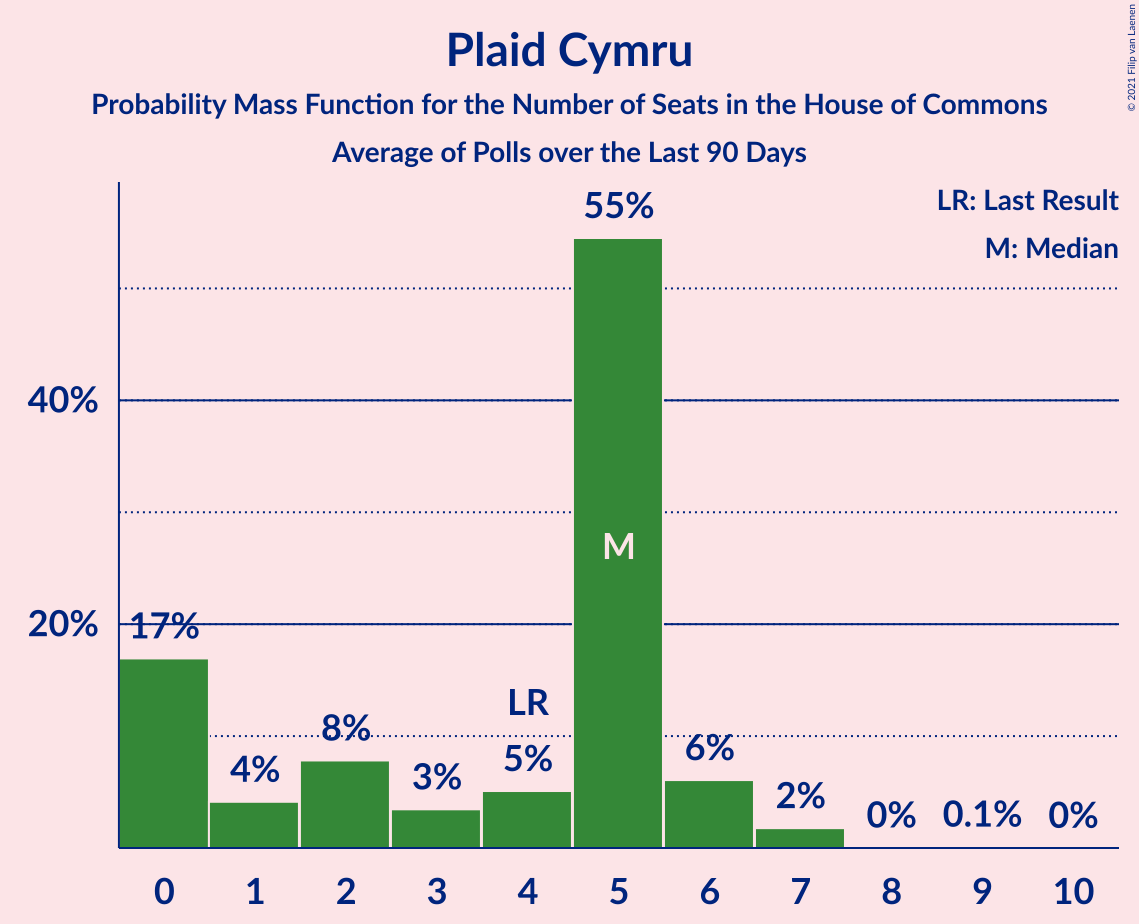 Plaid Cymru
Probability Mass Function for the Number of Seats in the House of Commons
Average of Polls over the Last 90 Days
© 2021 Filip van Laenen
LR: Last Result
M: Median
55%
40%
M
20%
17%
LR
8%
5%
6%
4%
3%
2%
0%
0.1%
0%
0 1 2 3 4 5 6 7 8 9 10